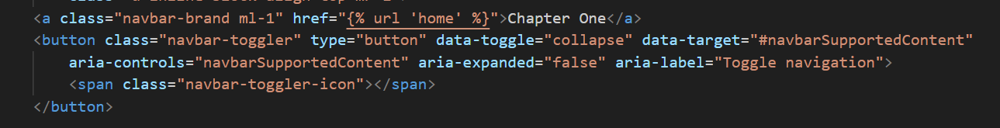 <a class="navbar-brand ml-1" href="{% url 'home' %}">Chapter One</a>
<button class="navbar-toggler" type="button" data-toggle="collapse" data-target="#navbarSupportedContent"
aria-controls="navbarSupportedContent" aria-expanded="false" aria-label="Toggle navigation">
<span class="navbar-toggler-icon"></span>
</button>